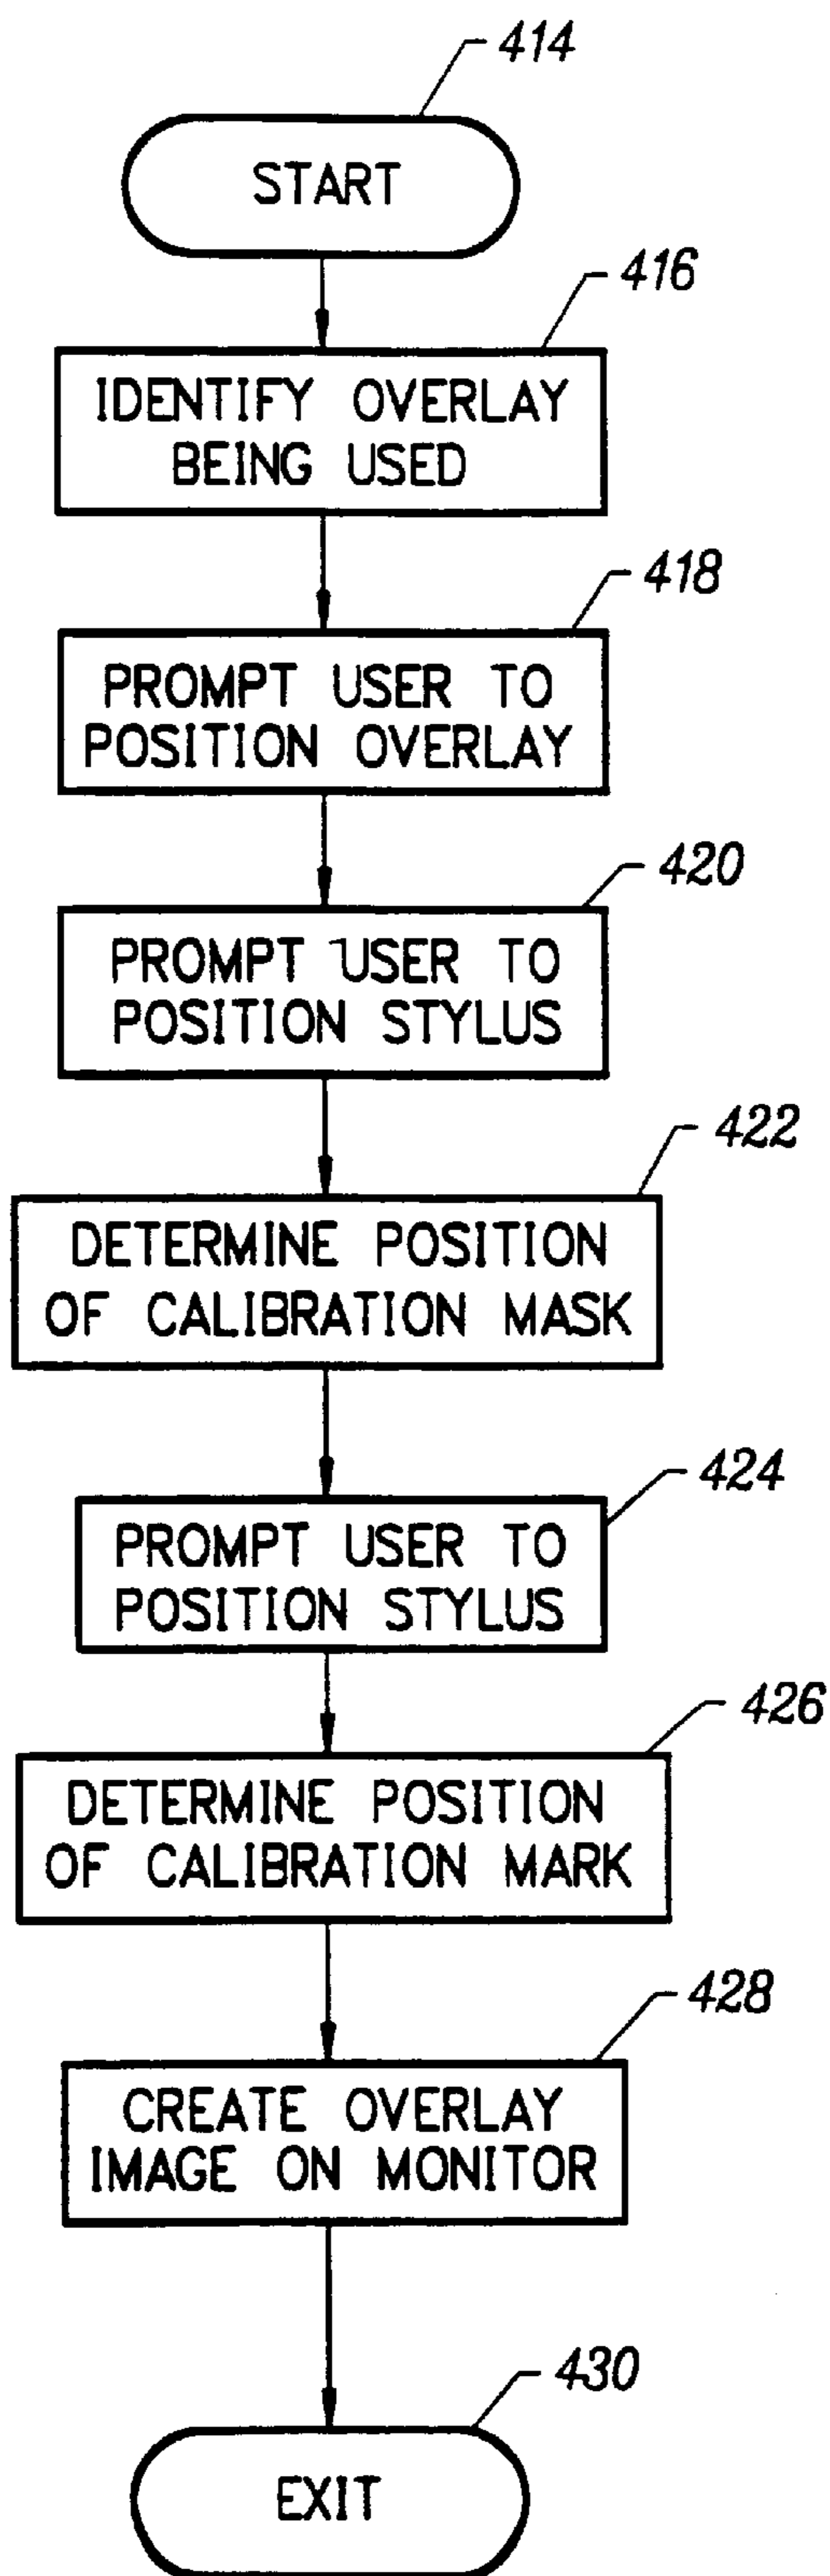 414
START
416
IDENTIFY OVERLAY
BEING USED
418
PROMPT USER TO
POSITION OVERLAY
420
PROMPT USER TO
POSITION STYLUS
422
DETERMINE POSITION
OF CALIBRATION MASK
424
PROMPT USER TO
POSITION STYLUS
426
DETERMINE POSITION
OF CALIBRATION MARK
428
CREATE OVERLAY
IMAGE ON MONITOR
430
EXIT